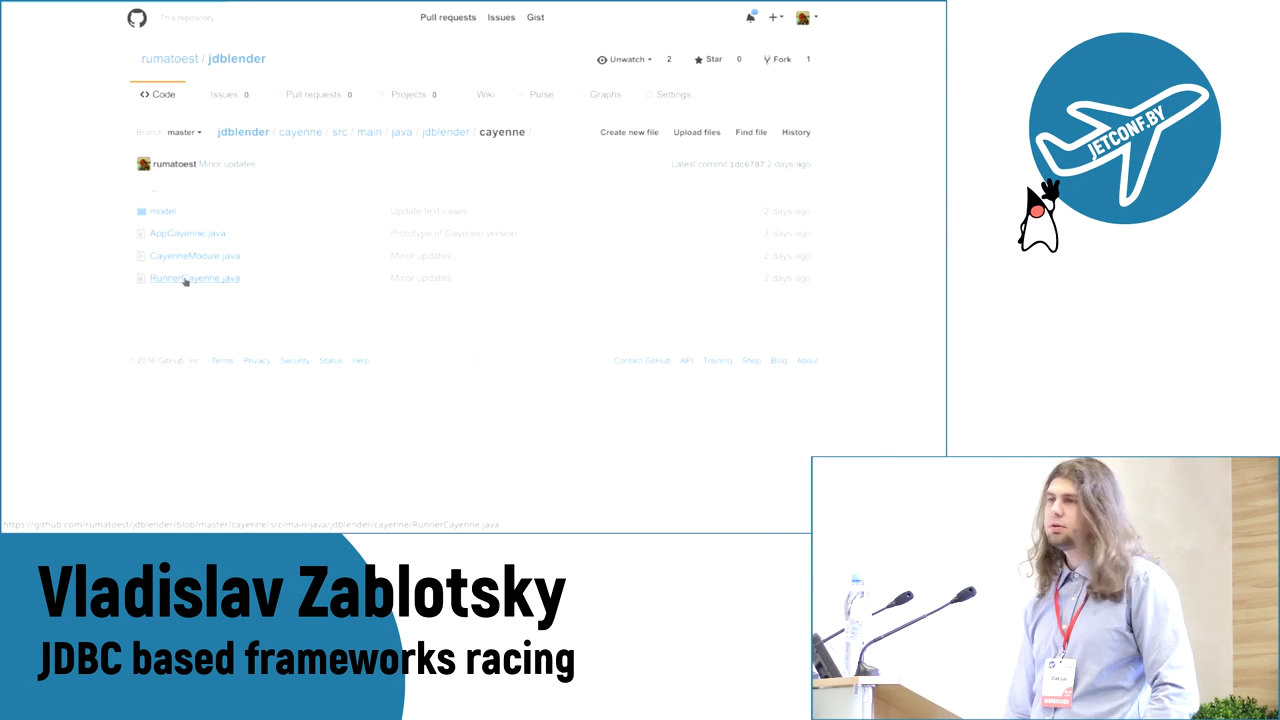 This repository
Pull requests Issues Gist
rumatoest / jdblender
Unwatch 2 Star 0 Fork 1
Code Issues 0 Pull requests 0 Projects 0 Wiki Pulse Graphs Settings
Branch: master jdblender / cayenne / src / main / java / jdblender / cayenne /
Create new file Upload files Find file History
rumatoest Minor updates Latest commit 1dc6787 2 days ago
..
model Update test cases 2 days ago
AppCayenne.java Prototype of Cayenne version 3 days ago
CayenneModule.java Minor updates 2 days ago
RunnerCayenne.java Minor updates 2 days ago
© 2016 GitHub, Inc. Terms Privacy Security Status Help
Contact GitHub API Training Shop Blog About
https://github.com/rumatoest/jdblender/blob/master/cayenne/src/main/java/jdblender/cayenne/RunnerCayenne.java
JETCONF.BY
Vladislav Zablotsky
JDBC based frameworks racing